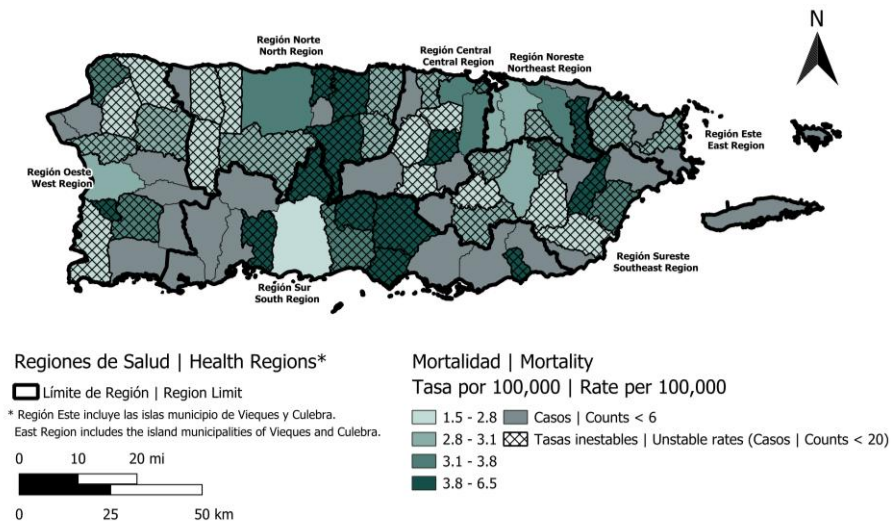 N
Región Norte
North Region
Región Central
Central Region
Región Noreste
Northeast Region
Región Este
East Region
Región Oeste
West Region
Región Sureste
Southeast Region
Región Sur
South Region
Regiones de Salud | Health Regions*
Límite de Región | Region Limit
* Región Este incluye las islas municipio de Vieques y Culebra.
East Region includes the island municipalities of Vieques and Culebra.
0 10 20 mi
0 25 50 km
Mortalidad | Mortality
Tasa por 100,000 | Rate per 100,000
1.5 - 2.8
2.8 - 3.1
3.1 - 3.8
3.8 - 6.5
Casos | Counts < 6
Tasas inestables | Unstable rates (Casos | Counts < 20)